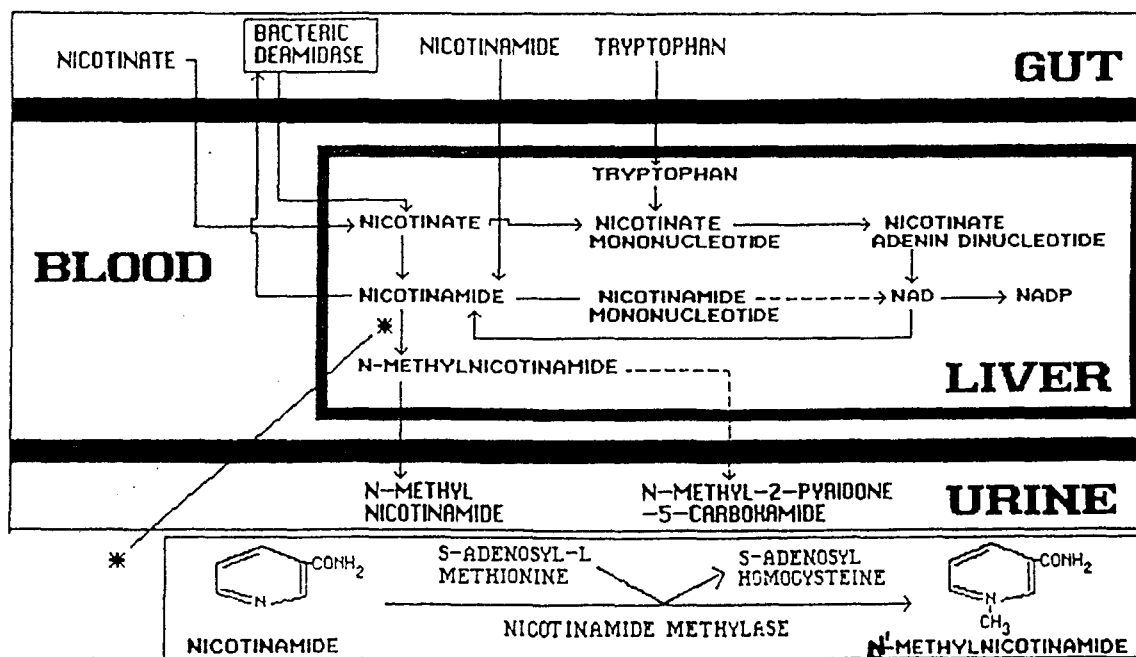 BACTERIC
DEAMIDASE
NICOTINATE
NICOTINAMIDE
TRYPTOPHAN
GUT
TRYPTOPHAN
NICOTINATE
NICOTINATE
MONONUCLEOTIDE
NICOTINATE
ADENIN DINUCLEOTIDE
BLOOD
NICOTINAMIDE
NICOTINAMIDE
MONONUCLEOTIDE
NAD
NADP
*
N-METHYLNICOTINAMIDE
LIVER
N-METHYL
NICOTINAMIDE
N-METHYL-2-PYRIDONE
-5-CARBOXAMIDE
URINE
*
CONH2
N
NICOTINAMIDE
S-ADENOSYL-L
METHIONINE
S-ADENOSYL
HOMOCYSTEINE
NICOTINAMIDE METHYLASE
CONH2
N
CH3
N'-METHYLNICOTINAMIDE